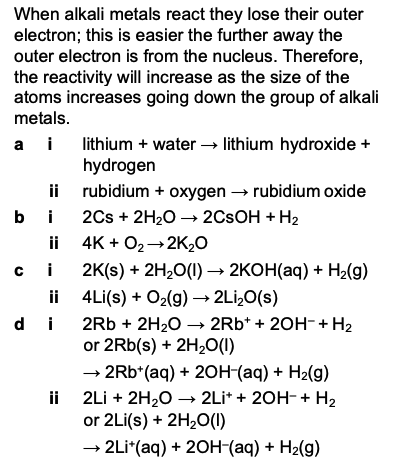 When alkali metals react they lose their outer
electron; this is easier the further away the
outer electron is from the nucleus. Therefore,
the reactivity will increase as the size of the
atoms increases going down the group of alkali
metals.
a i lithium + water → lithium hydroxide +
hydrogen
ii rubidium + oxygen → rubidium oxide
b i 2Cs + 2H₂O → 2CsOH + H₂
ii 4K + O₂ → 2K₂O
c i 2K(s) + 2H₂O(l) → 2KOH(aq) + H₂(g)
ii 4Li(s) + O₂(g) → 2Li₂O(s)
d i 2Rb + 2H₂O → 2Rb⁺ + 2OH⁻ + H₂
or 2Rb(s) + 2H₂O(l)
→ 2Rb⁺(aq) + 2OH⁻(aq) + H₂(g)
ii 2Li + 2H₂O → 2Li⁺ + 2OH⁻ + H₂
or 2Li(s) + 2H₂O(l)
→ 2Li⁺(aq) + 2OH⁻(aq) + H₂(g)